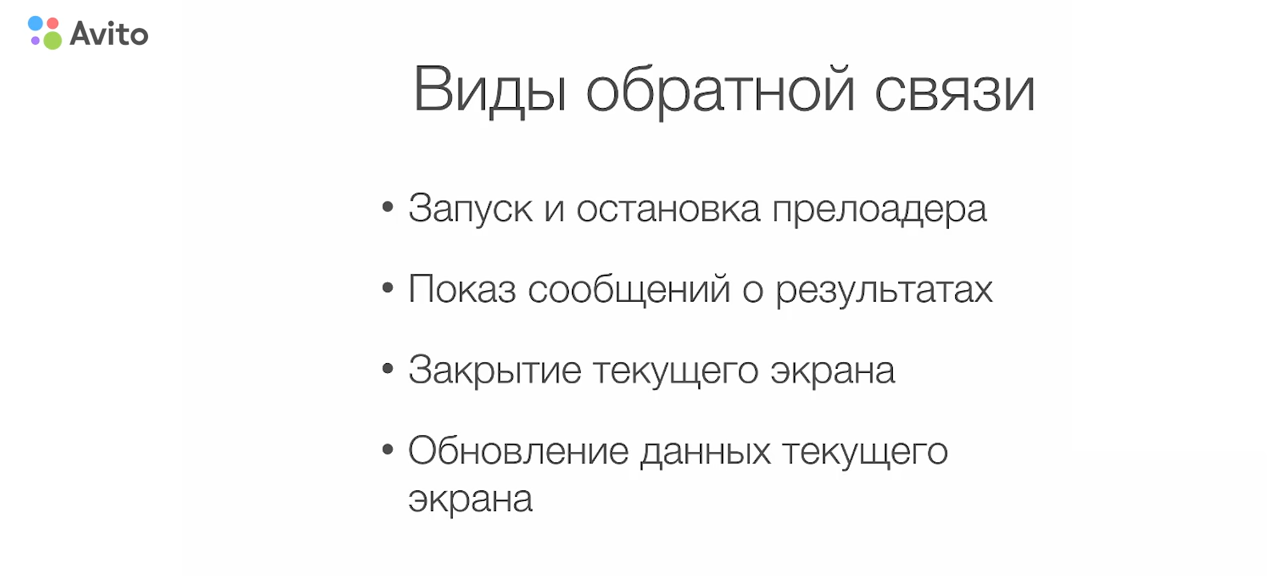 Avito
Виды обратной связи
• Запуск и остановка прелоадера
• Показ сообщений о результатах
• Закрытие текущего экрана
• Обновление данных текущего
экрана